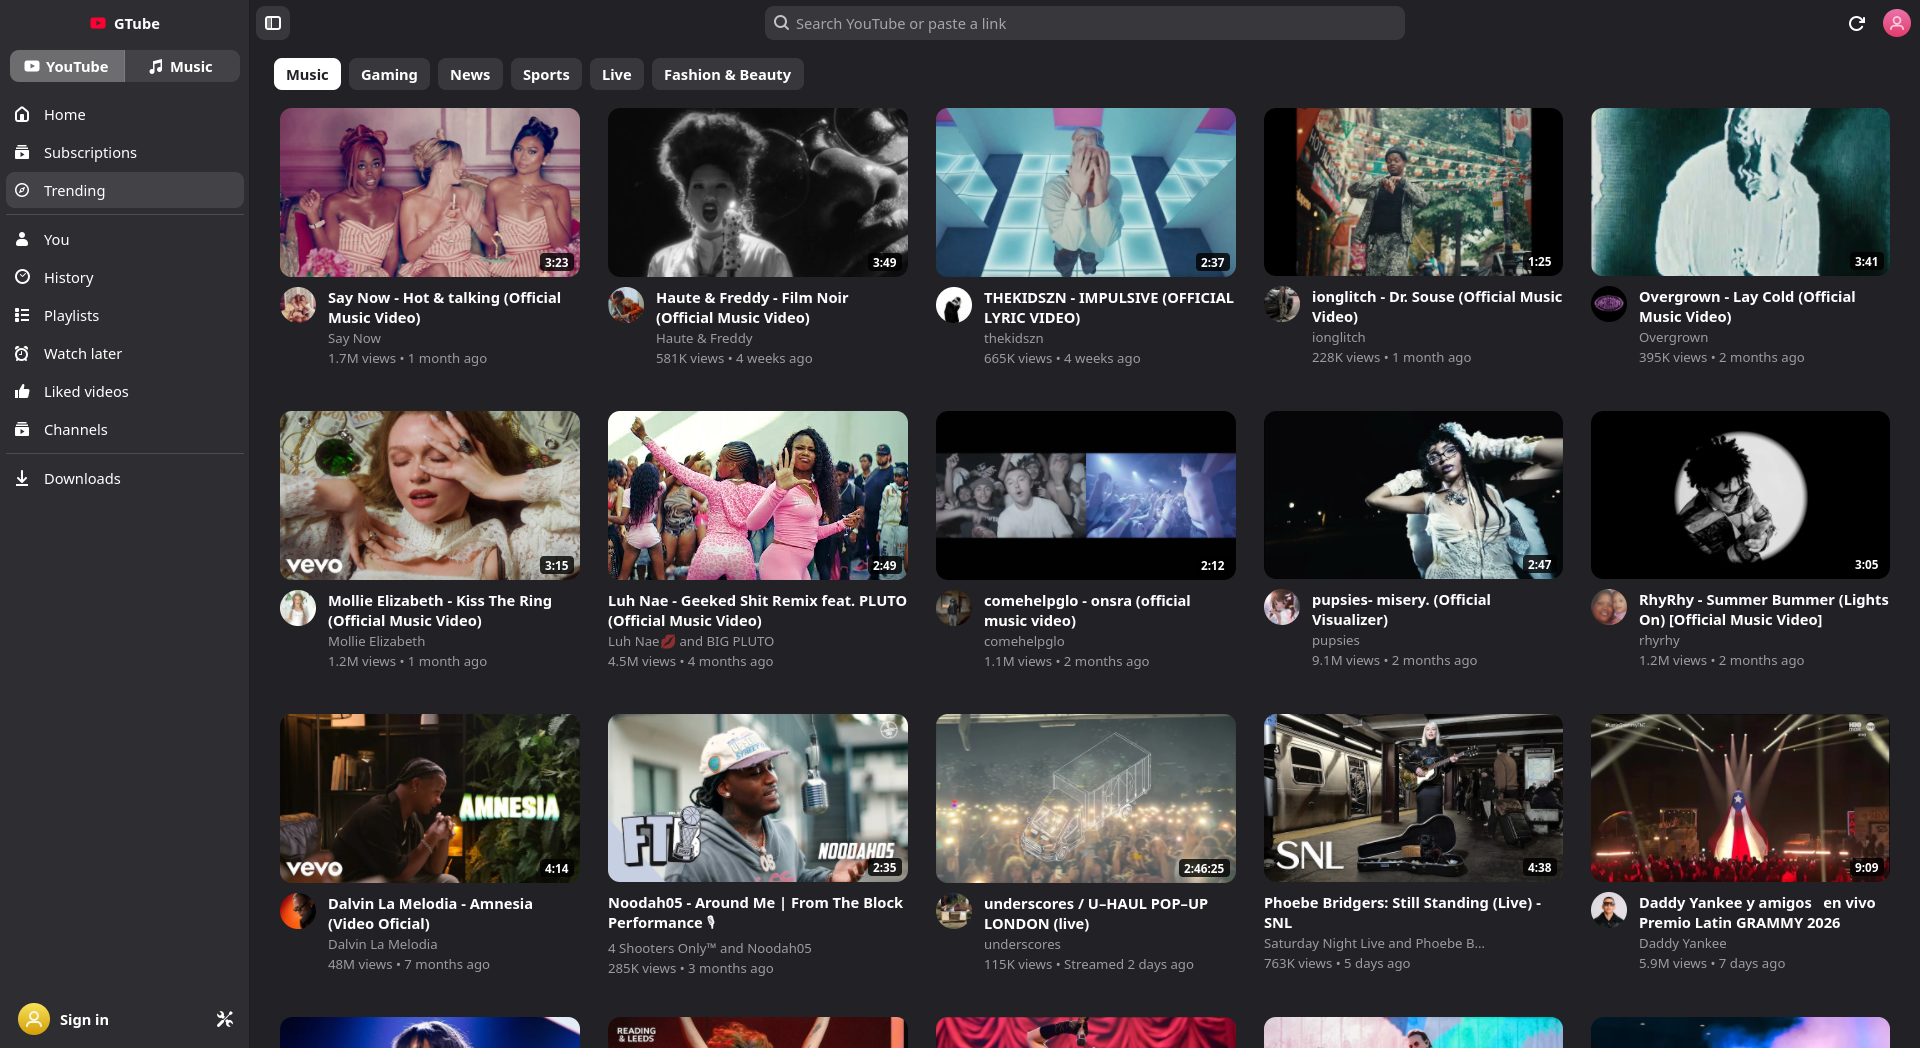 GTube
Search YouTube or paste a link
YouTube
Music
Home
Subscriptions
Trending
You
History
Playlists
Watch later
Liked videos
Channels
Downloads
Sign in
Music
Gaming
News
Sports
Live
Fashion & Beauty
3:23
Say Now - Hot & talking (Official
Music Video)
Say Now
1.7M views • 1 month ago
3:49
Haute & Freddy - Film Noir
(Official Music Video)
Haute & Freddy
581K views • 4 weeks ago
2:37
THEKIDSZN - IMPULSIVE (OFFICIAL
LYRIC VIDEO)
thekidszn
665K views • 4 weeks ago
1:25
ionglitch - Dr. Souse (Official Music
Video)
ionglitch
228K views • 1 month ago
3:41
Overgrown - Lay Cold (Official
Music Video)
Overgrown
395K views • 2 months ago
vevo
3:15
Mollie Elizabeth - Kiss The Ring
(Official Music Video)
Mollie Elizabeth
1.2M views • 1 month ago
2:49
Luh Nae - Geeked Shit Remix feat. PLUTO
(Official Music Video)
Luh Nae💋 and BIG PLUTO
4.5M views • 4 months ago
2:12
comehelpglo - onsra (official
music video)
comehelpglo
1.1M views • 2 months ago
2:47
pupsies- misery. (Official
Visualizer)
pupsies
9.1M views • 2 months ago
3:05
RhyRhy - Summer Bummer (Lights
On) [Official Music Video]
rhyrhy
1.2M views • 2 months ago
AMNESIA
vevo
4:14
Dalvin La Melodia - Amnesia
(Video Oficial)
Dalvin La Melodia
48M views • 7 months ago
FTB
NOODAH05
2:35
Noodah05 - Around Me | From The Block
Performance 🎙
4 Shooters Only™ and Noodah05
285K views • 3 months ago
2:46:25
underscores / U–HAUL POP–UP
LONDON (live)
underscores
115K views • Streamed 2 days ago
SNL
4:38
Phoebe Bridgers: Still Standing (Live) -
SNL
Saturday Night Live and Phoebe B...
763K views • 5 days ago
9:09
Daddy Yankee y amigos en vivo
Premio Latin GRAMMY 2026
Daddy Yankee
5.9M views • 7 days ago
READING
& LEEDS